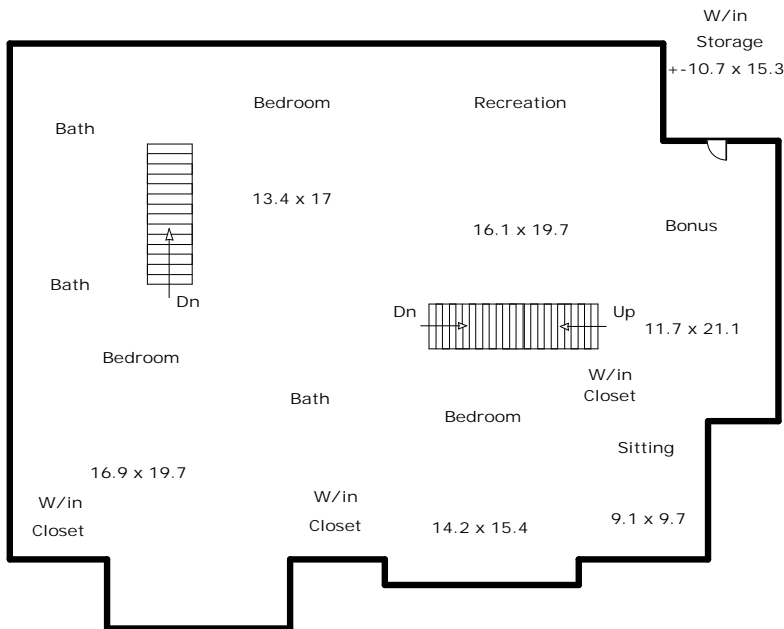 W/in
Storage
+-10.7 x 15.3
Bedroom
Recreation
Bath
13.4 x 17
16.1 x 19.7
Bonus
Bath
Dn
Dn
Up
11.7 x 21.1
Bedroom
W/in
Closet
Bath
Bedroom
Sitting
16.9 x 19.7
W/in
Closet
W/in
Closet
14.2 x 15.4
9.1 x 9.7